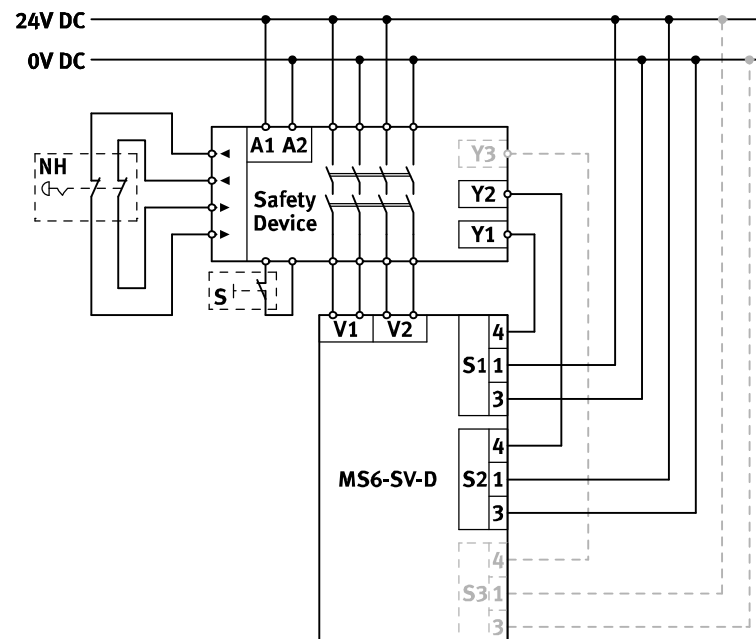 24V DC
0V DC
A1 A2
Y3
NH
Y2
Safety
Device
Y1
S
V1 V2
4
S1 1
3
4
MS6-SV-D S2 1
3
4
S3 1
3